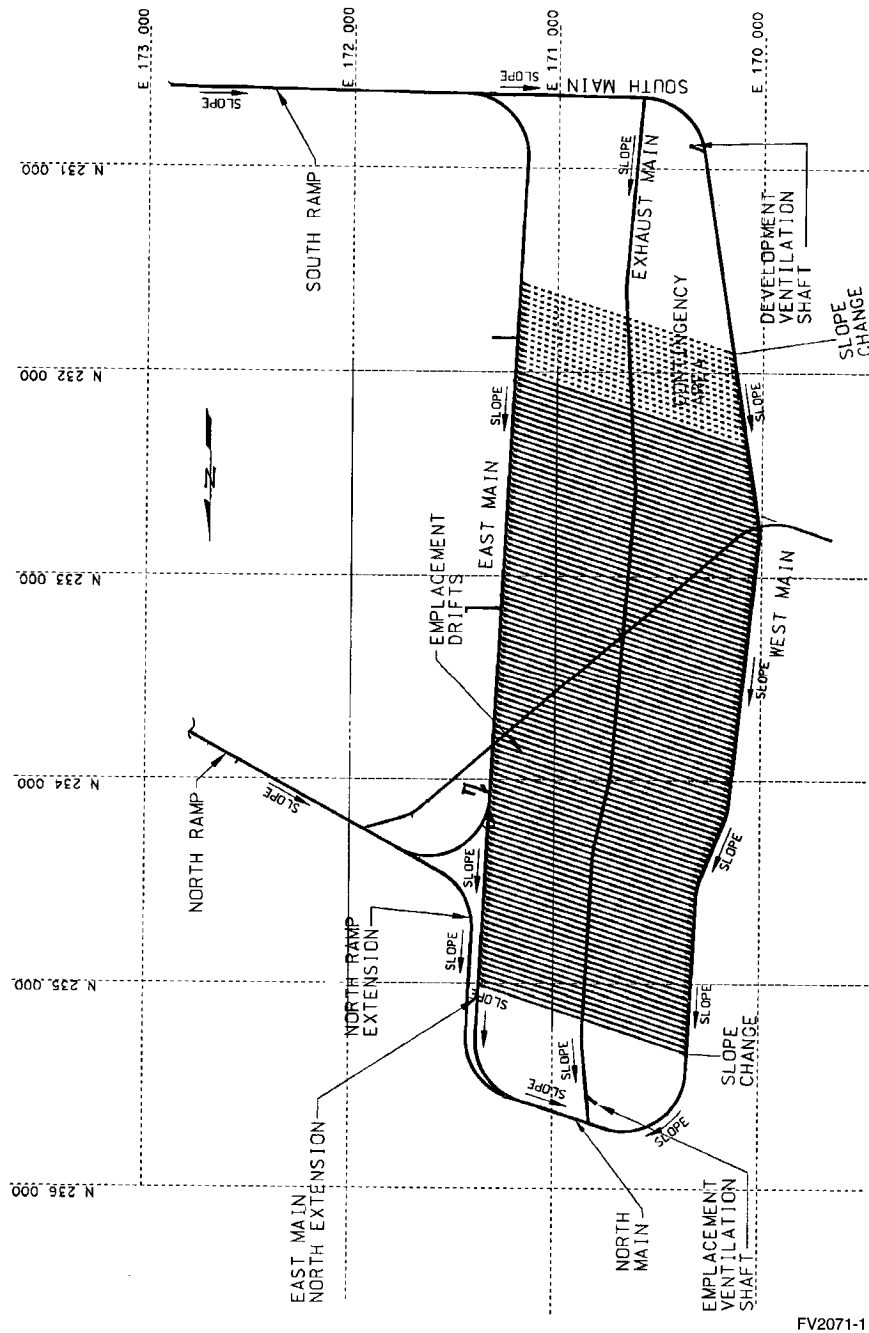 E 173 000
E 172 000
E 171 000
E 170 000
N 231 000
N 232 000
N 233 000
N 234 000
N 235 000
N 236 000
SLOPE
SOUTH RAMP
SLOPE
SOUTH MAIN
SLOPE
EXHAUST MAIN
DEVELOPMENT
VENTILATION
SHAFT
SLOPE
CHANGE
CONTINGENCY
AREA
SLOPE
SLOPE
N
EAST MAIN
EMPLACEMENT
DRIFTS
WEST MAIN
SLOPE
NORTH RAMP
SLOPE
SLOPE
SLOPE
NORTH RAMP
EXTENSION
SLOPE
SLOPE
SLOPE
SLOPE
CHANGE
SLOPE
SLOPE
SLOPE
EAST MAIN
NORTH EXTENSION
NORTH
MAIN
EMPLACEMENT
VENTILATION
SHAFT
FV2071-1